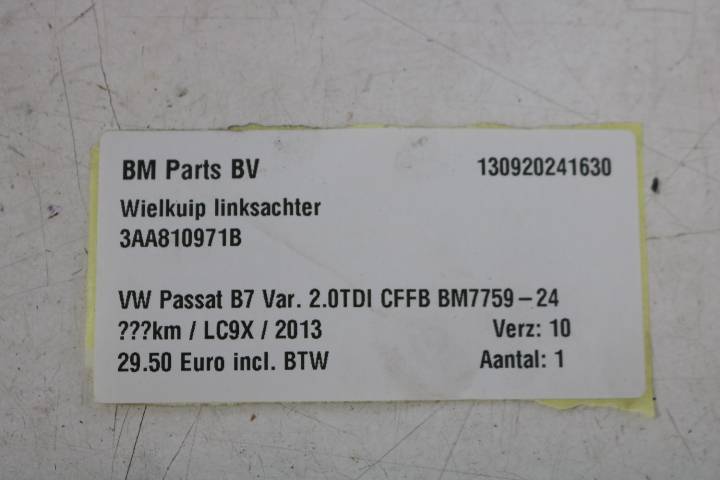 BM Parts BV 130920241630
Wielkuip linksachter
3AA810971B
VW Passat B7 Var. 2.0TDI CFFB BM7759-24
???km / LC9X / 2013 Verz: 10
29.50 Euro incl. BTW Aantal: 1